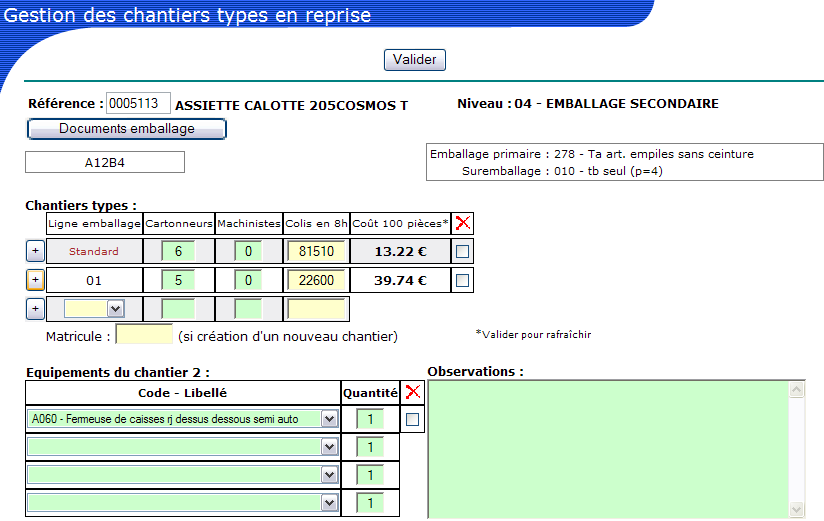 Gestion des chantiers types en reprise
Valider
Référence : 0005113 ASSIETTE CALOTTE 205COSMOS T Niveau : 04 - EMBALLAGE SECONDAIRE
Documents emballage
A12B4
Emballage primaire : 278 - Ta art. empiles sans ceinture
Suremballage : 010 - tb seul (p=4)
Chantiers types :
Ligne emballage Cartonneurs Machinistes Colis en 8h Coût 100 pièces*
+ Standard 6 0 81510 13.22 €
+ 01 5 0 22600 39.74 €
+
Matricule : (si création d'un nouveau chantier) *Valider pour rafraîchir
Equipements du chantier 2 : Observations :
Code - Libellé Quantité
A060 - Fermeuse de caisses rj dessus dessous semi auto 1
1
1
1